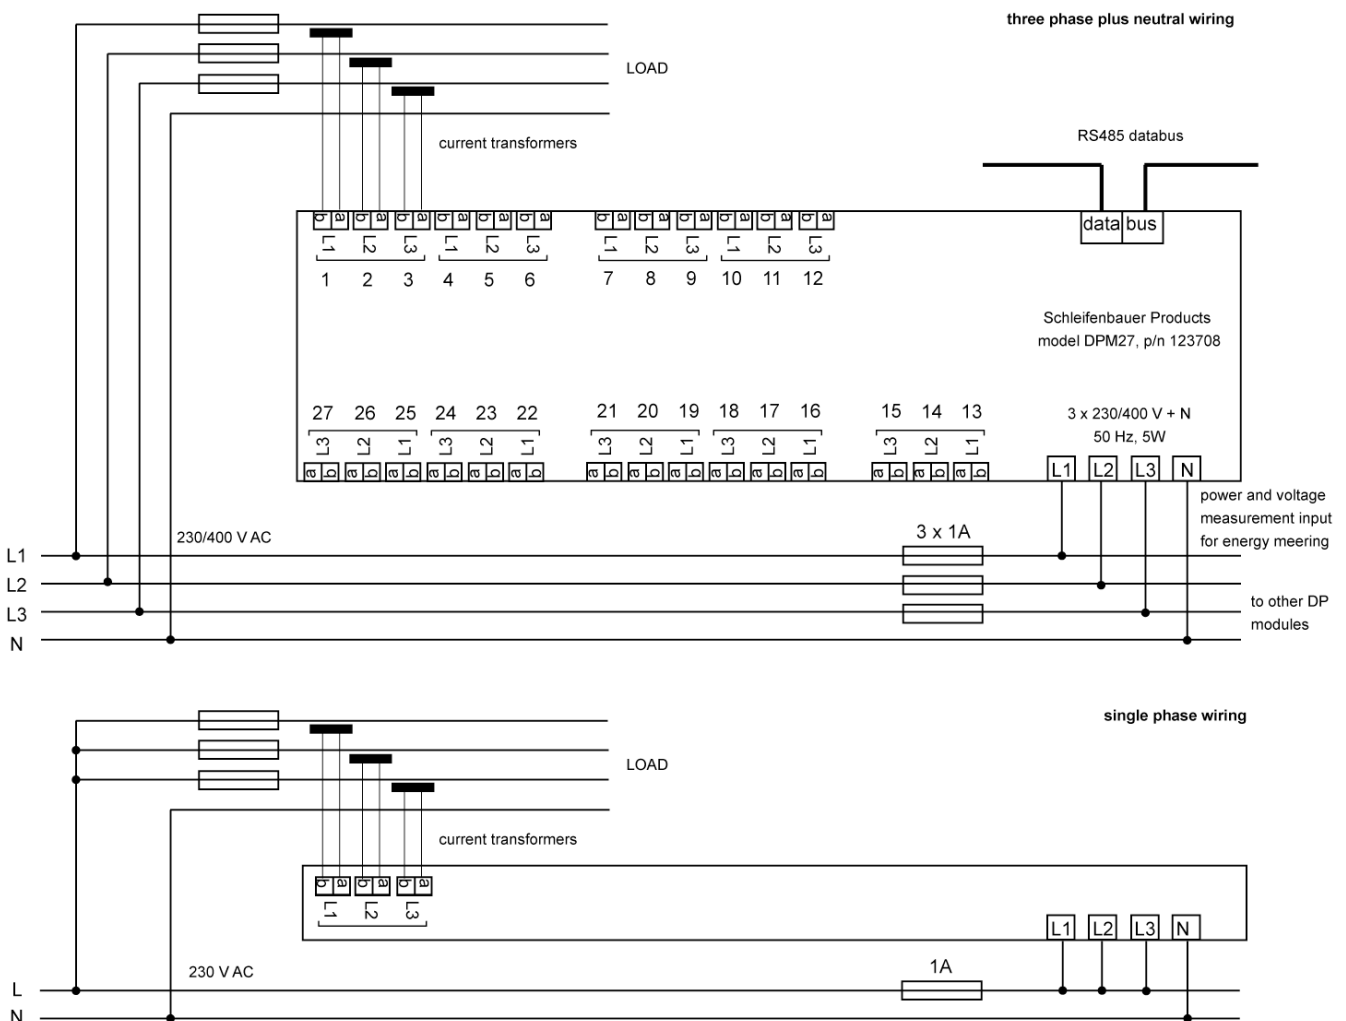 three phase plus neutral wiring
LOAD
current transformers
RS485 databus
b a b a b a b a b a b a b a b a b a b a b a b a
data bus
L1 L2 L3 L1 L2 L3 L1 L2 L3 L1 L2 L3
1 2 3 4 5 6 7 8 9 10 11 12
Schleifenbauer Products
model DPM27, p/n 123708
27 26 25 24 23 22 21 20 19 18 17 16 15 14 13
3 x 230/400 V + N
50 Hz, 5W
L3 L2 L1 L3 L2 L1 L3 L2 L1 L3 L2 L1 L3 L2 L1
a b a b a b a b a b a b a b a b a b a b a b a b a b a b a b
L1 L2 L3 N
power and voltage
measurement input
for energy meering
230/400 V AC
3 x 1A
L1
L2
L3
N
to other DP
modules
single phase wiring
LOAD
current transformers
b a b a b a
L1 L2 L3
L1 L2 L3 N
230 V AC
1A
L
N